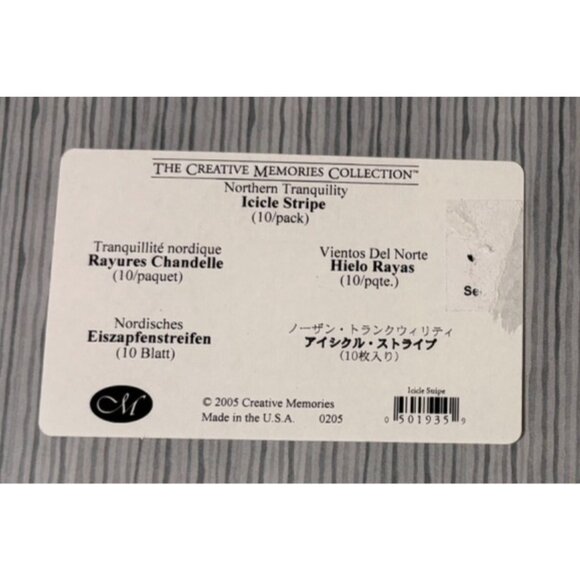 THE CREATIVE MEMORIES COLLECTION™
Northern Tranquility
Icicle Stripe
(10/pack)
Tranquillité nordique
Rayures Chandelle
(10/paquet)
Vientos Del Norte
Hielo Rayas
(10/pqte.)
Se
Nordisches
Eiszapfenstreifen
(10 Blatt)
ノーザン・トランクウィリティ
アイシクル・ストライプ
(10枚入り)
M
© 2005 Creative Memories
Made in the U.S.A. 0205
Icicle Stripe
0 501935 9